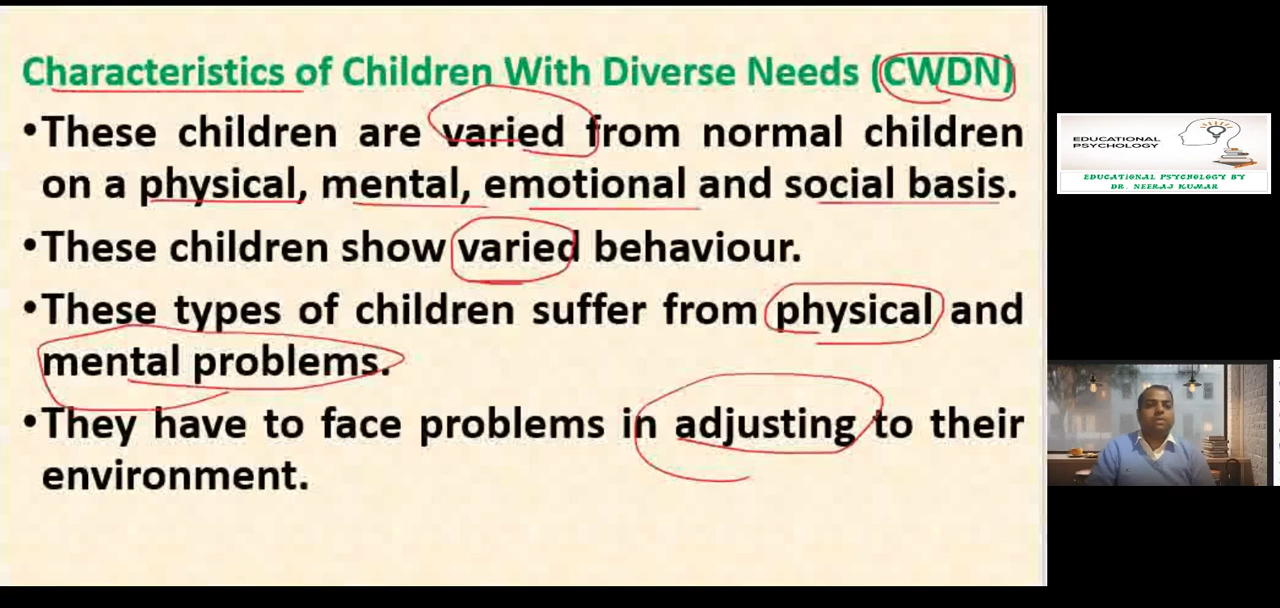 Characteristics of Children With Diverse Needs (CWDN)
•These children are varied from normal children
on a physical, mental, emotional and social basis.
•These children show varied behaviour.
•These types of children suffer from physical and
mental problems.
•They have to face problems in adjusting to their
environment.
EDUCATIONAL
PSYCHOLOGY
EDUCATIONAL PSYCHOLOGY BY
DR. NEERAJ KUMAR